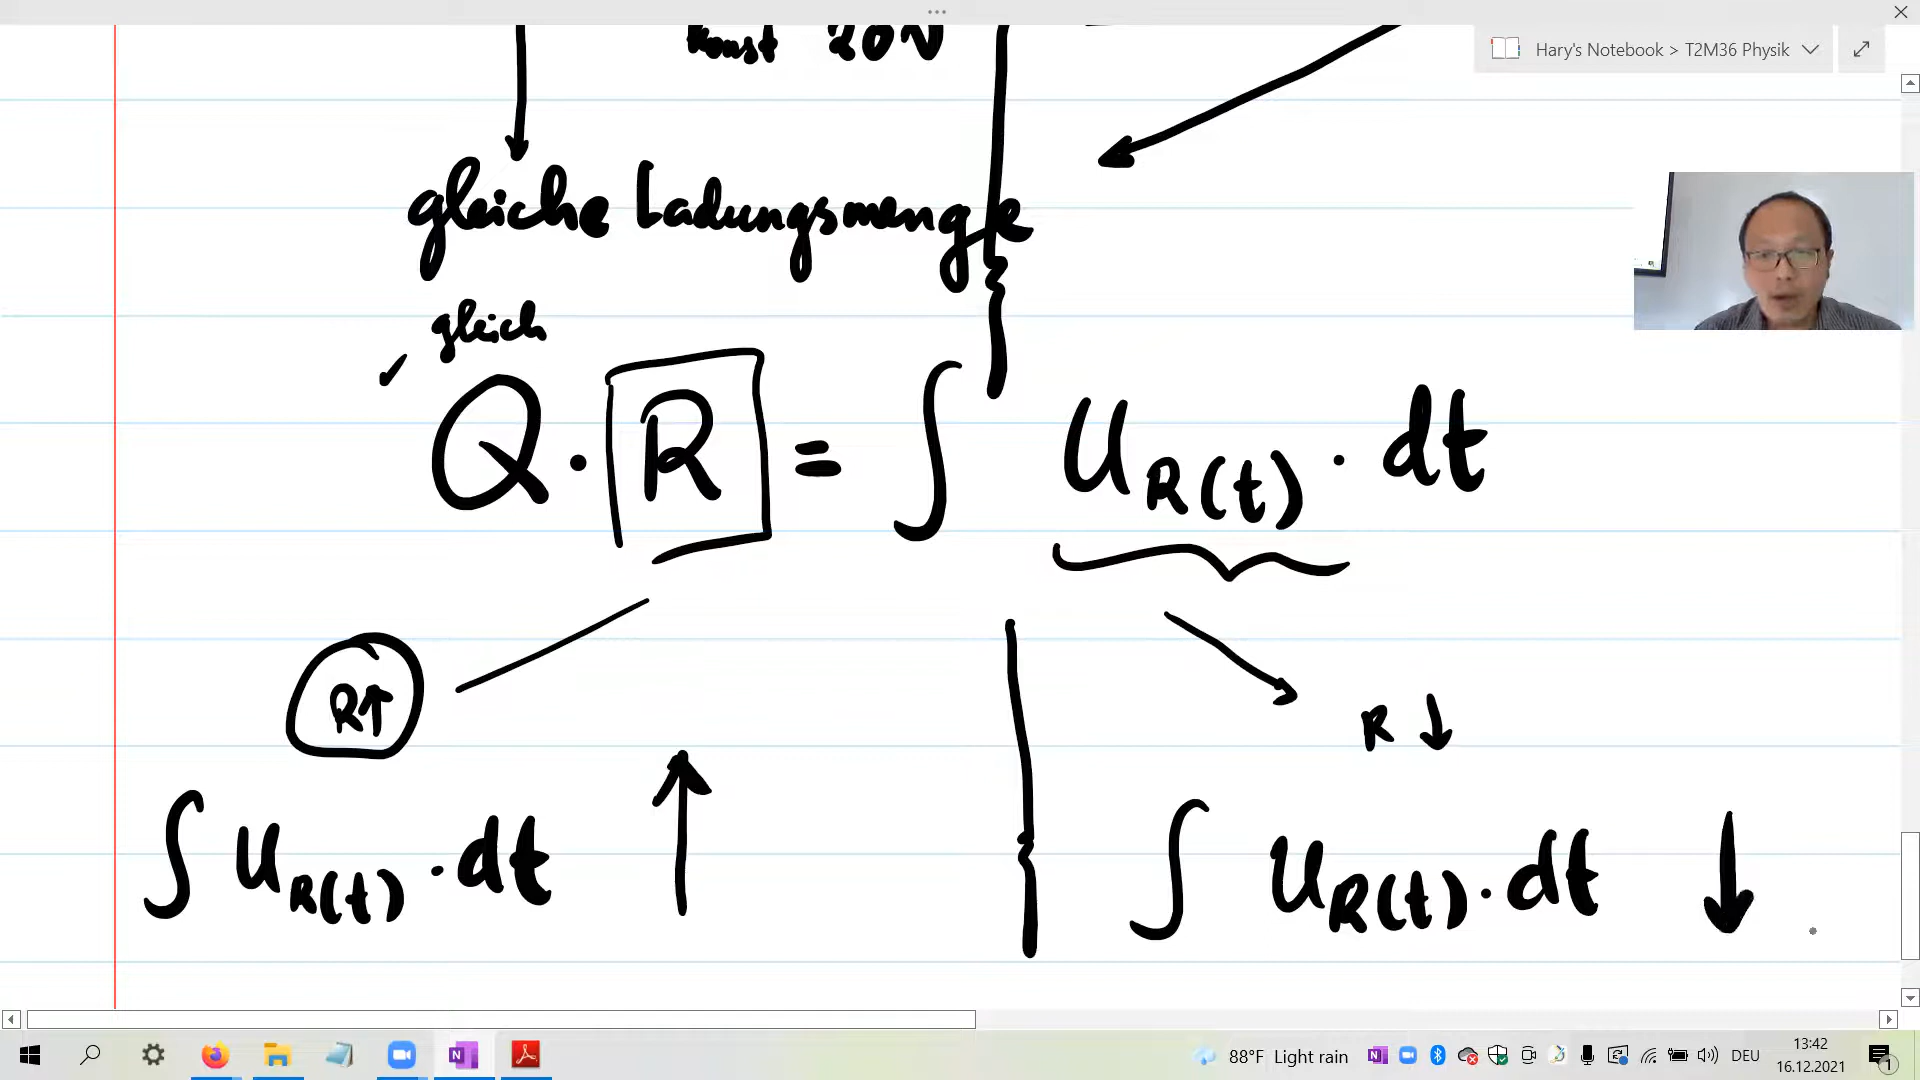 Hary's Notebook > T2M36 Physik
Konst 20V
gleiche Ladungsmenge
gleich
Q · R = ∫ U_R(t) · dt
R↑
R ↓
∫ U_R(t) · dt ↑
∫ U_R(t) · dt ↓
88°F Light rain
DEU
13:42
16.12.2021
1